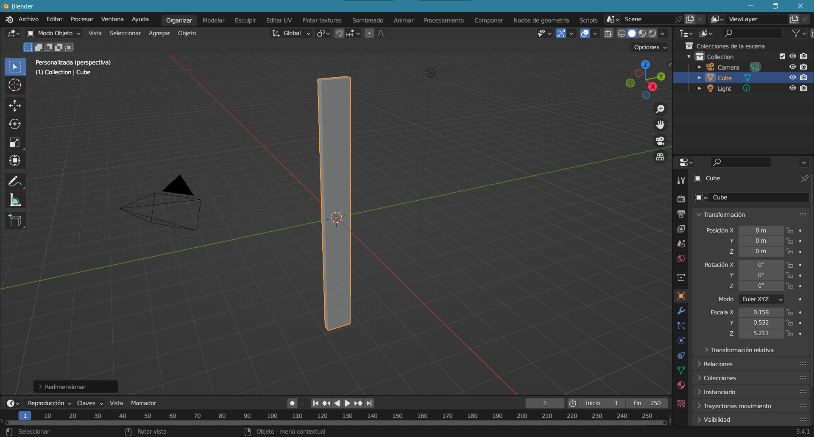 Blender
Archivo Editar Procesar Ventana Ayuda Organizar Modelar Esculpir Editar UV Pintar texturas Sombreado Animar Procesamiento Componer Nodos de geometría Scripts Scene ViewLayer
Modo Objeto Vista Seleccionar Agregar Objeto Global
Opciones
Personalizada (perspectiva)
(1) Collection | Cube
Z
Y
X
Redimensionar
Colecciones de la escena
Collection
Camera
Cube
Light
Cube
Cube
Transformación
Posición X 0 m
Y 0 m
Z 0 m
Rotación X 0°
Y 0°
Z 0°
Modo Euler XYZ
Escala X 0.158
Y 0.532
Z 5.211
Transformación relativa
Relaciones
Colecciones
Instanciado
Trayectorias movimiento
Visibilidad
Reproducción Claves Vista Marcador 1 Inicio 1 Fin 250
1 10 20 30 40 50 60 70 80 90 100 110 120 130 140 150 160 170 180 190 200 210 220 230 240 250
Seleccionar Rotar vista Objeto - menú contextual 3.4.1